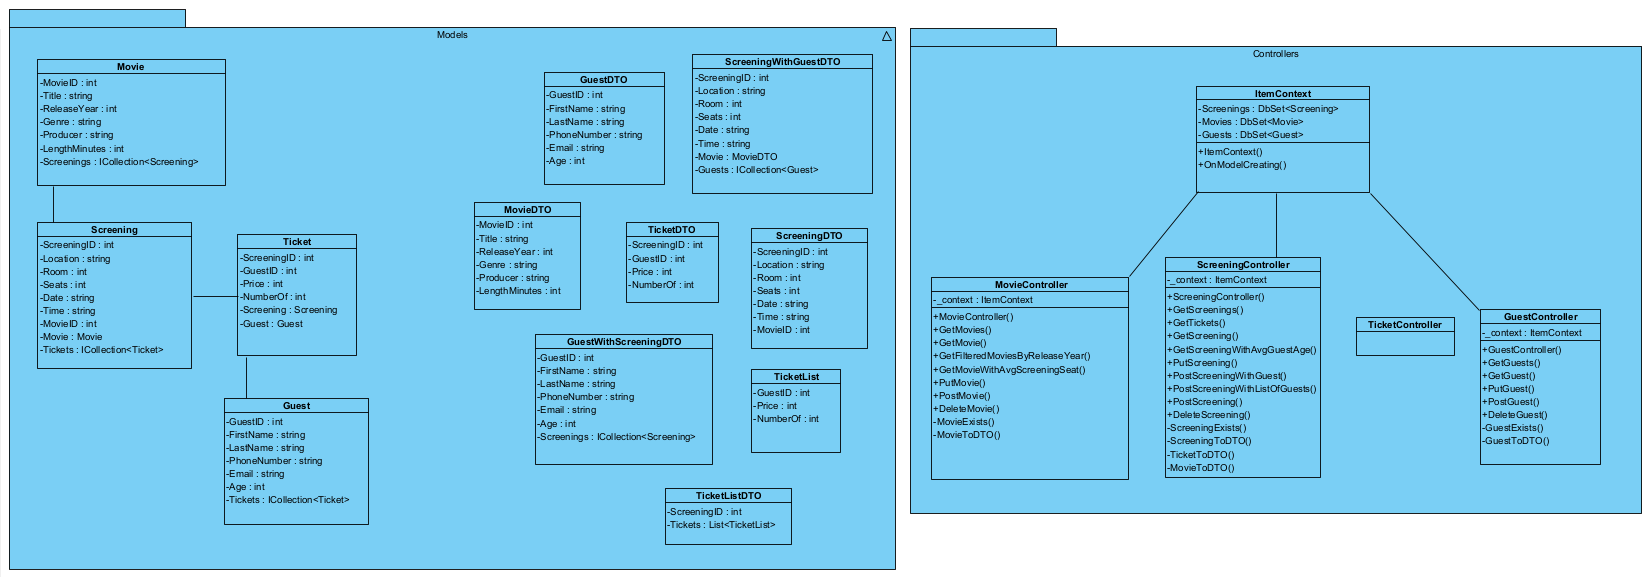 Models
Movie
-MovieID : int
-Title : string
-ReleaseYear : int
-Genre : string
-Producer : string
-LengthMinutes : int
-Screenings : ICollection<Screening>
Screening
-ScreeningID : int
-Location : string
-Room : int
-Seats : int
-Date : string
-Time : string
-MovieID : int
-Movie : Movie
-Tickets : ICollection<Ticket>
Ticket
-ScreeningID : int
-GuestID : int
-Price : int
-NumberOf : int
-Screening : Screening
-Guest : Guest
Guest
-GuestID : int
-FirstName : string
-LastName : string
-PhoneNumber : string
-Email : string
-Age : int
-Tickets : ICollection<Ticket>
GuestDTO
-GuestID : int
-FirstName : string
-LastName : string
-PhoneNumber : string
-Email : string
-Age : int
ScreeningWithGuestDTO
-ScreeningID : int
-Location : string
-Room : int
-Seats : int
-Date : string
-Time : string
-Movie : MovieDTO
-Guests : ICollection<Guest>
MovieDTO
-MovieID : int
-Title : string
-ReleaseYear : int
-Genre : string
-Producer : string
-LengthMinutes : int
TicketDTO
-ScreeningID : int
-GuestID : int
-Price : int
-NumberOf : int
ScreeningDTO
-ScreeningID : int
-Location : string
-Room : int
-Seats : int
-Date : string
-Time : string
-MovieID : int
GuestWithScreeningDTO
-GuestID : int
-FirstName : string
-LastName : string
-PhoneNumber : string
-Email : string
-Age : int
-Screenings : ICollection<Screening>
TicketList
-GuestID : int
-Price : int
-NumberOf : int
TicketListDTO
-ScreeningID : int
-Tickets : List<TicketList>
Controllers
ItemContext
-Screenings : DbSet<Screening>
-Movies : DbSet<Movie>
-Guests : DbSet<Guest>
+ItemContext()
+OnModelCreating()
MovieController
-_context : ItemContext
+MovieController()
+GetMovies()
+GetMovie()
+GetFilteredMoviesByReleaseYear()
+GetMovieWithAvgScreeningSeat()
+PutMovie()
+PostMovie()
+DeleteMovie()
-MovieExists()
-MovieToDTO()
ScreeningController
-_context : ItemContext
+ScreeningController()
+GetScreenings()
+GetTickets()
+GetScreening()
+GetScreeningWithAvgGuestAge()
+PutScreening()
+PostScreeningWithGuest()
+PostScreeningWithListOfGuests()
+PostScreening()
+DeleteScreening()
-ScreeningExists()
-ScreeningToDTO()
-TicketToDTO()
-MovieToDTO()
TicketController
GuestController
-_context : ItemContext
+GuestController()
+GetGuests()
+GetGuest()
+PutGuest()
+PostGuest()
+DeleteGuest()
-GuestExists()
-GuestToDTO()